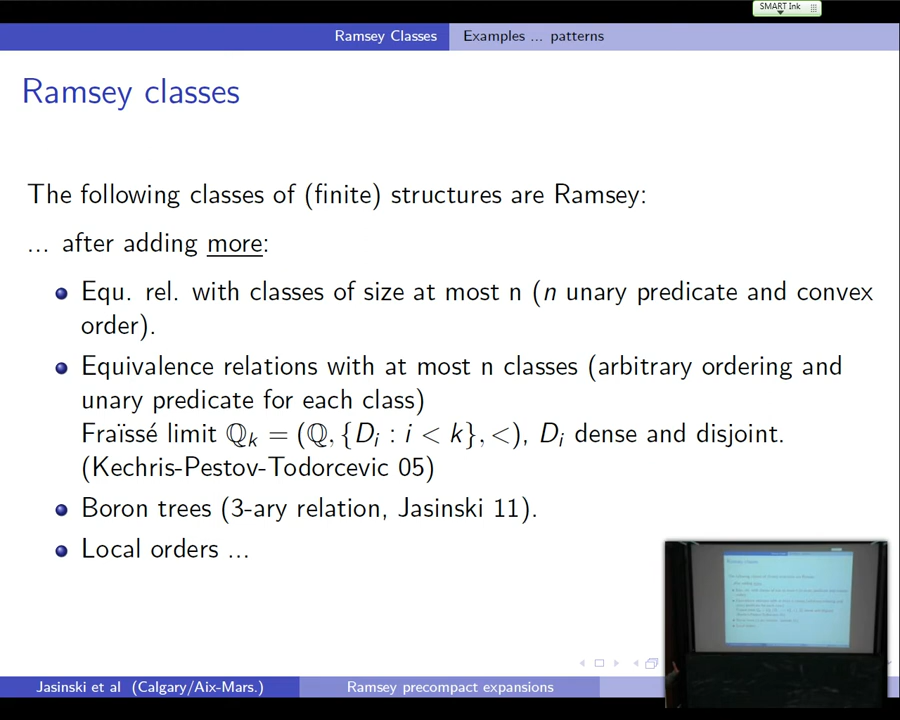 SMART Ink
Ramsey Classes
Examples ... patterns
Ramsey classes
The following classes of (finite) structures are Ramsey:
... after adding more:
Equ. rel. with classes of size at most n (n unary predicate and convex
order).
Equivalence relations with at most n classes (arbitrary ordering and
unary predicate for each class)
Fraïssé limit ℚₖ = (ℚ, {Dᵢ : i < k}, <), Dᵢ dense and disjoint.
(Kechris-Pestov-Todorcevic 05)
Boron trees (3-ary relation, Jasinski 11).
Local orders ...
Jasinski et al (Calgary/Aix-Mars.)
Ramsey precompact expansions